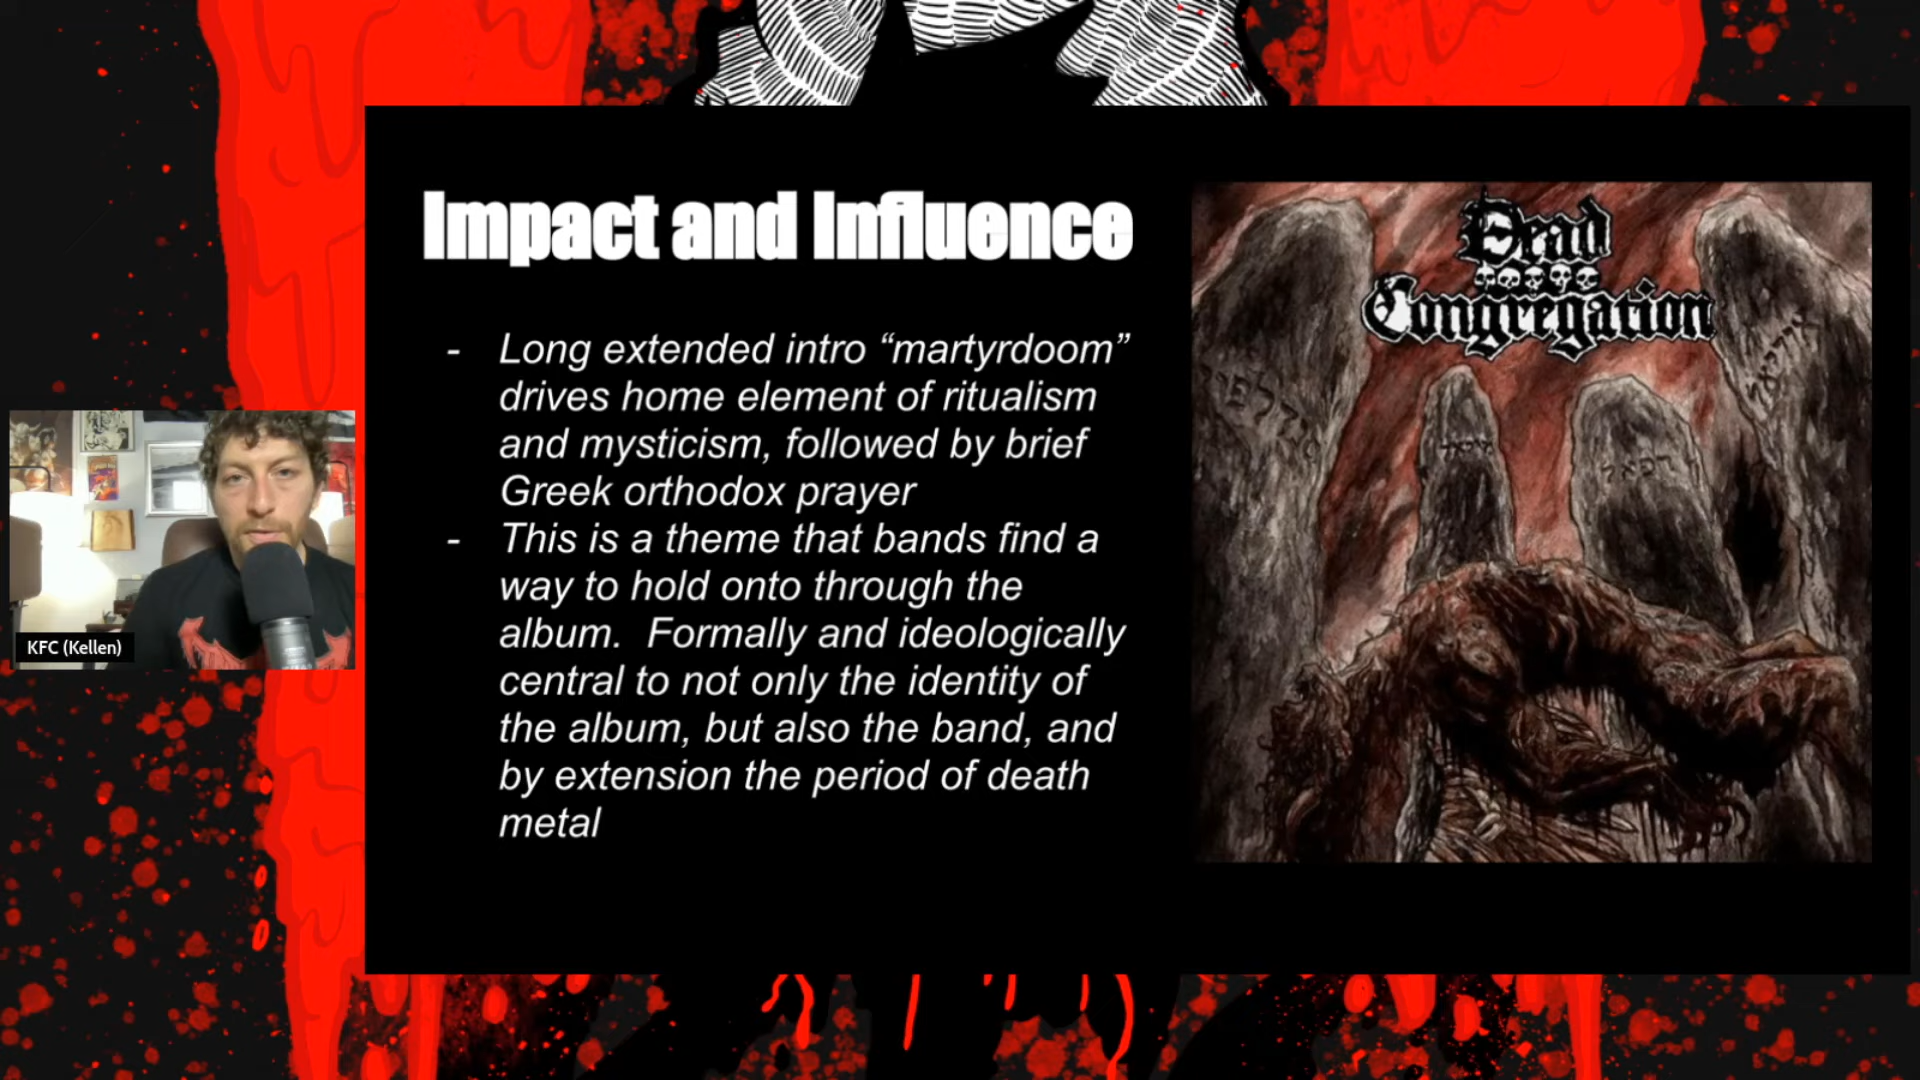 Impact and Influence
- Long extended intro “martyrdoom”
drives home element of ritualism
and mysticism, followed by brief
Greek orthodox prayer
- This is a theme that bands find a
way to hold onto through the
album.  Formally and ideologically
central to not only the identity of
the album, but also the band, and
by extension the period of death
metal
Dead
Congregation
KFC (Kellen)